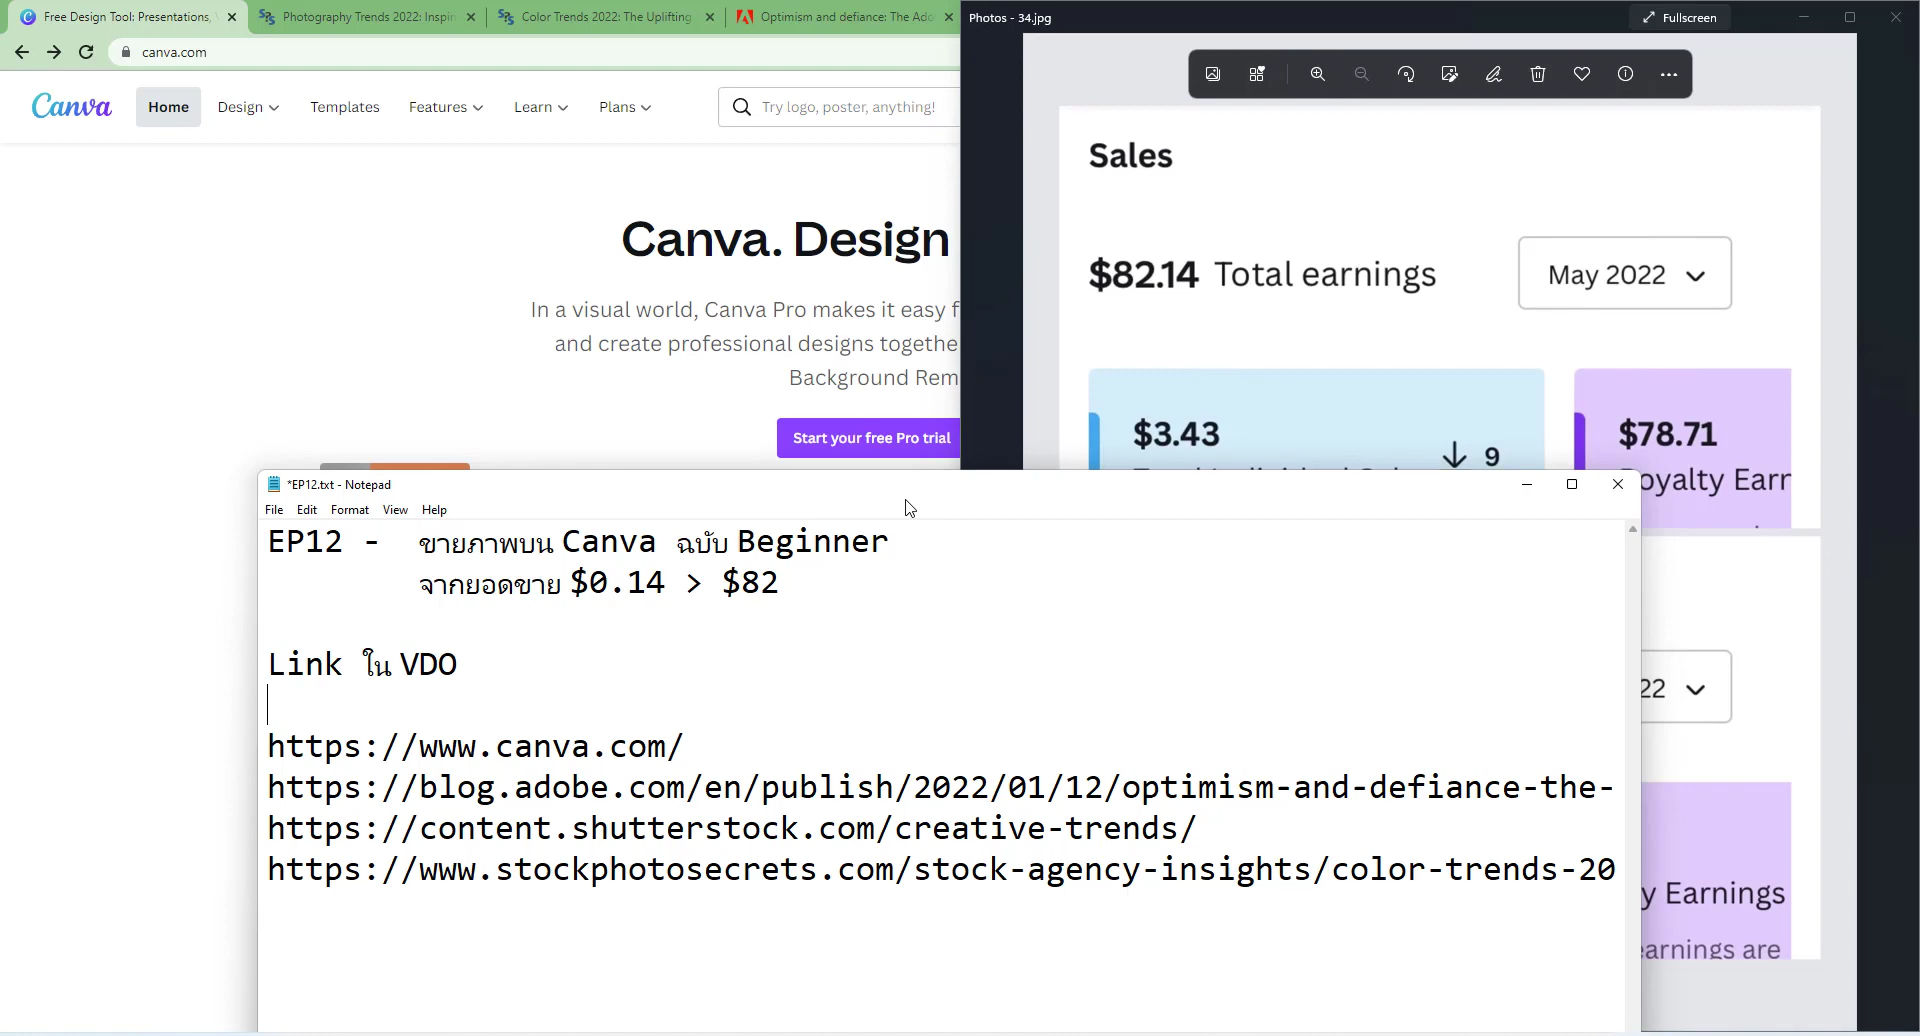 Free Design Tool: Presentations,
Photography Trends 2022: Inspir
Color Trends 2022: The Uplifting
Optimism and defiance: The Ado
canva.com
Canva
Home
Design
Templates
Features
Learn
Plans
Try logo, poster, anything!
Canva. Design
In a visual world, Canva Pro makes it easy f
and create professional designs togethe
Background Rem
Start your free Pro trial
Photos - 34.jpg
Fullscreen
Sales
$82.14 Total earnings
May 2022
$3.43
9
$78.71
Royalty Earn
*EP12.txt - Notepad
File Edit Format View Help
EP12 - ขายภาพบน Canva ฉบับ Beginner
จากยอดขาย $0.14 > $82
Link ใน VDO
https://www.canva.com/
https://blog.adobe.com/en/publish/2022/01/12/optimism-and-defiance-the-
https://content.shutterstock.com/creative-trends/
https://www.stockphotosecrets.com/stock-agency-insights/color-trends-20
22
y Earnings
earnings are